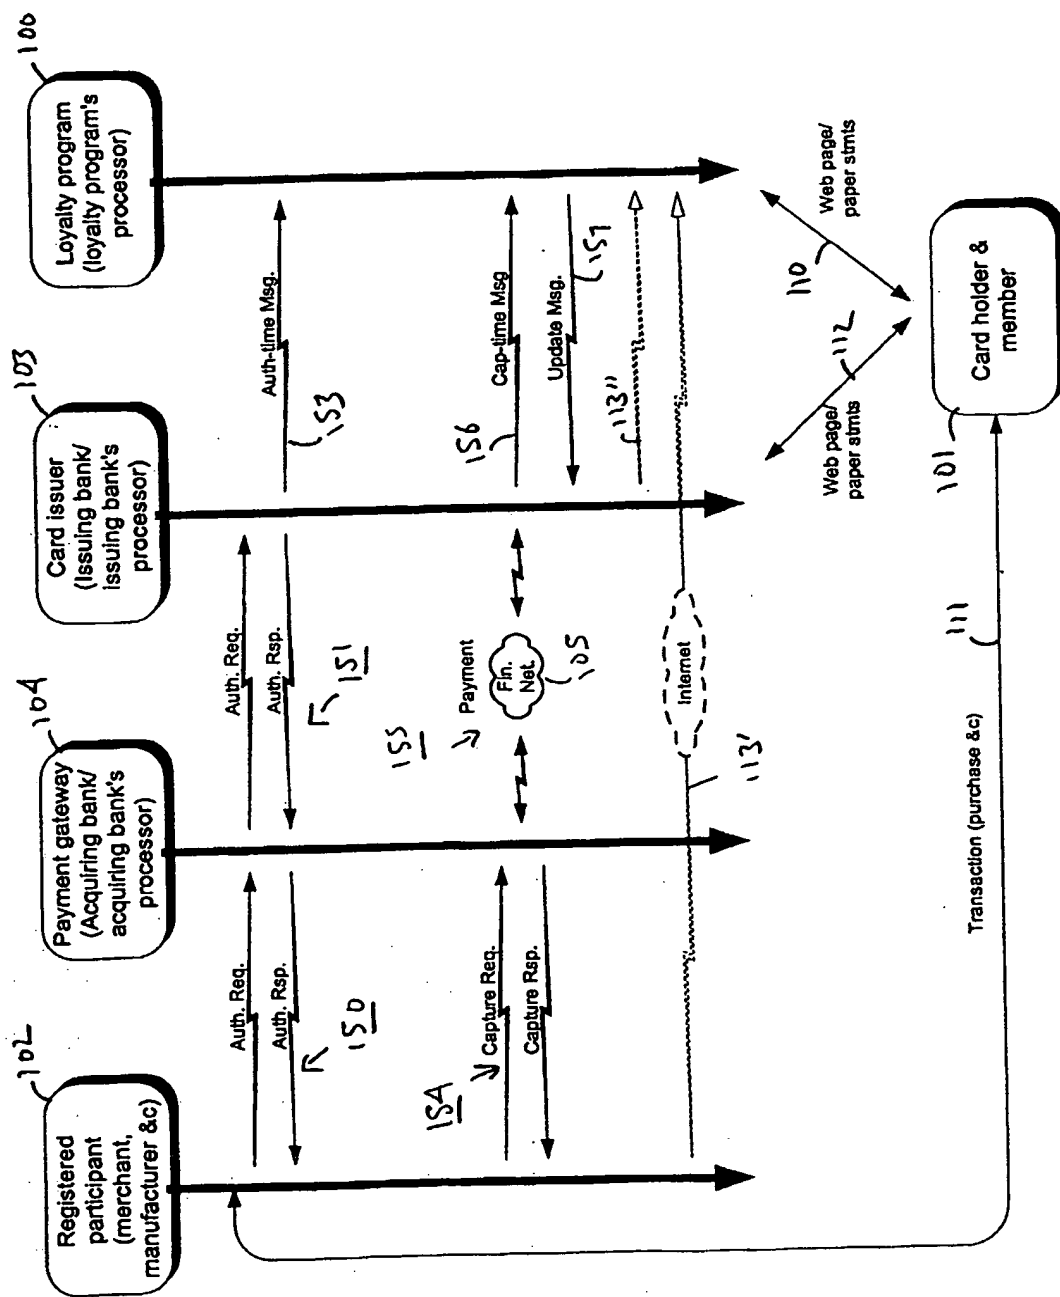 102
Registered
participant
(merchant,
manufacturer &c)
104
Payment gateway
(Acquiring bank/
acquiring bank's
processor)
103
Card issuer
(Issuing bank/
issuing bank's
processor)
100
Loyalty program
(loyalty program's
processor)
Auth. Req.
Auth. Rsp.
150
Auth. Req.
Auth. Rsp.
151
Auth-time Msg.
153
154
Capture Req.
Capture Rsp.
155
Payment
Fin.
Net.
105
Cap-time Msg
156
Update Msg.
157
113"
Internet
113'
Web page/
paper stmts
112
Web page/
paper stmts
110
Transaction (purchase &c)
111
101
Card holder &
member